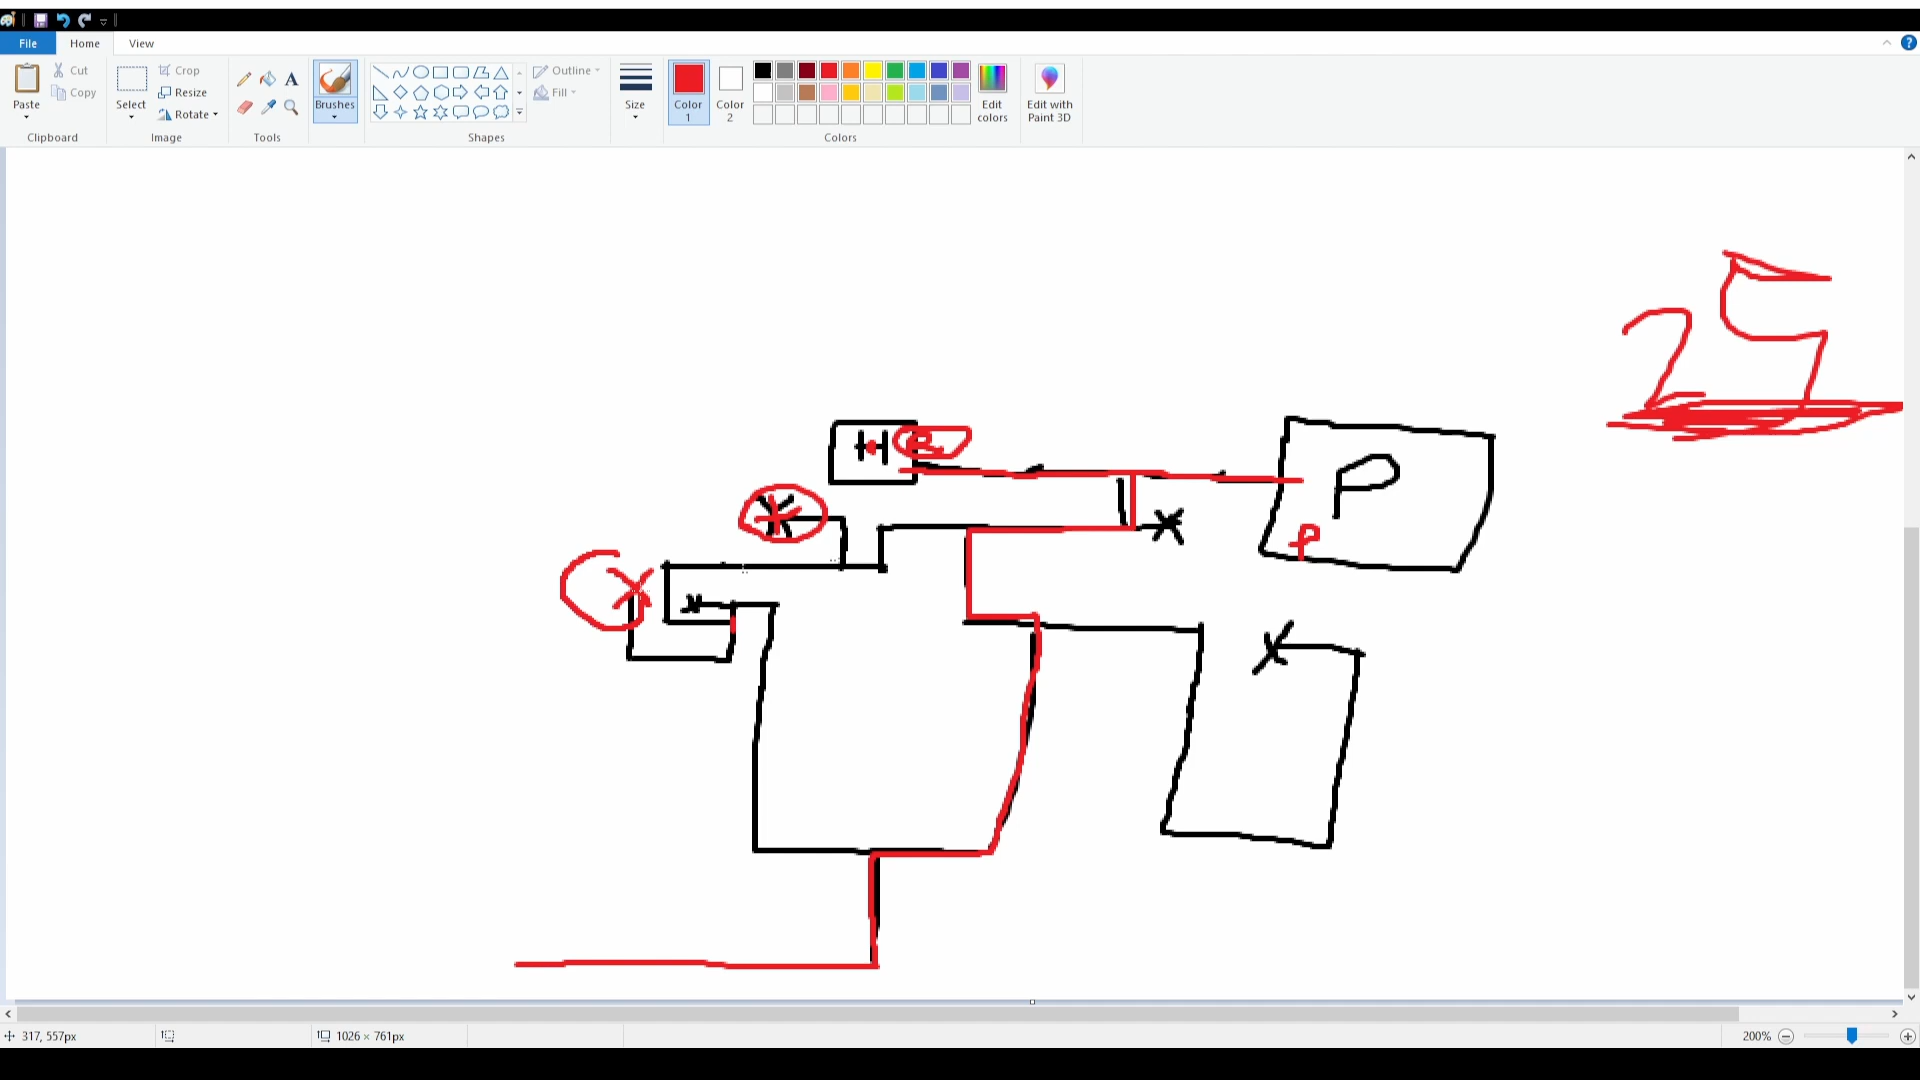 File Home View
Paste Cut Copy Clipboard
Select Crop Resize Rotate Image
A Tools
Brushes
Shapes
Outline Fill
Size
Color 1 Color 2
Colors
Edit colors
Edit with Paint 3D
?
25
H
P
P
X
X
X
X
317, 557px
1026 × 761px
200%